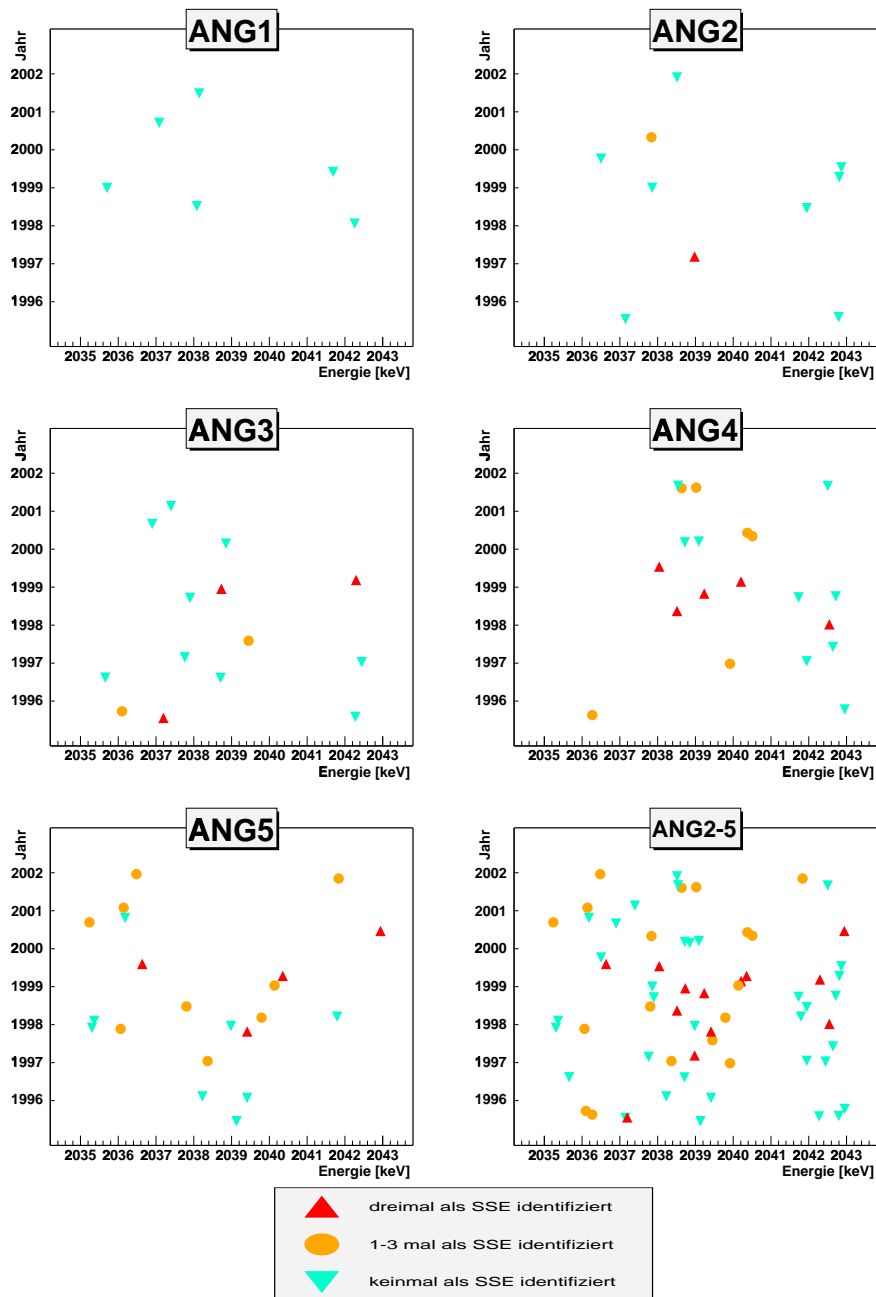 ANG1
Jahr
2002
2001
2000
1999
1998
1997
1996
2035 2036 2037 2038 2039 2040 2041 2042 2043
Energie [keV]
ANG2
Jahr
2002
2001
2000
1999
1998
1997
1996
2035 2036 2037 2038 2039 2040 2041 2042 2043
Energie [keV]
ANG3
Jahr
2002
2001
2000
1999
1998
1997
1996
2035 2036 2037 2038 2039 2040 2041 2042 2043
Energie [keV]
ANG4
Jahr
2002
2001
2000
1999
1998
1997
1996
2035 2036 2037 2038 2039 2040 2041 2042 2043
Energie [keV]
ANG5
Jahr
2002
2001
2000
1999
1998
1997
1996
2035 2036 2037 2038 2039 2040 2041 2042 2043
Energie [keV]
ANG2-5
Jahr
2002
2001
2000
1999
1998
1997
1996
2035 2036 2037 2038 2039 2040 2041 2042 2043
Energie [keV]
dreimal als SSE identifiziert
1-3 mal als SSE identifiziert
keinmal als SSE identifiziert